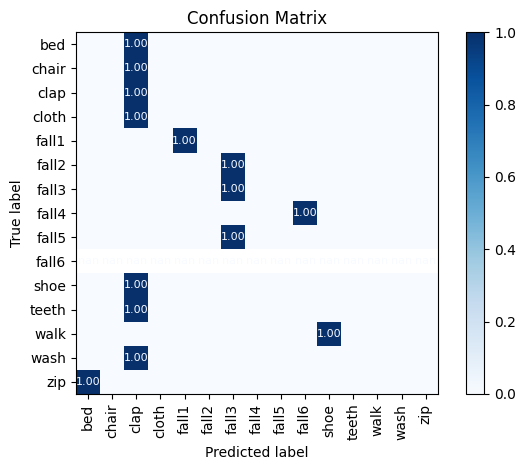 Confusion Matrix
True label
bed 1.00
chair 1.00
clap 1.00
cloth 1.00
fall1 1.00
fall2 1.00
fall3 1.00
fall4 1.00
fall5 1.00
fall6
shoe 1.00
teeth 1.00
walk 1.00
wash 1.00
zip 1.00
bed chair clap cloth fall1 fall2 fall3 fall4 fall5 fall6 shoe teeth walk wash zip
Predicted label
1.0
0.8
0.6
0.4
0.2
0.0